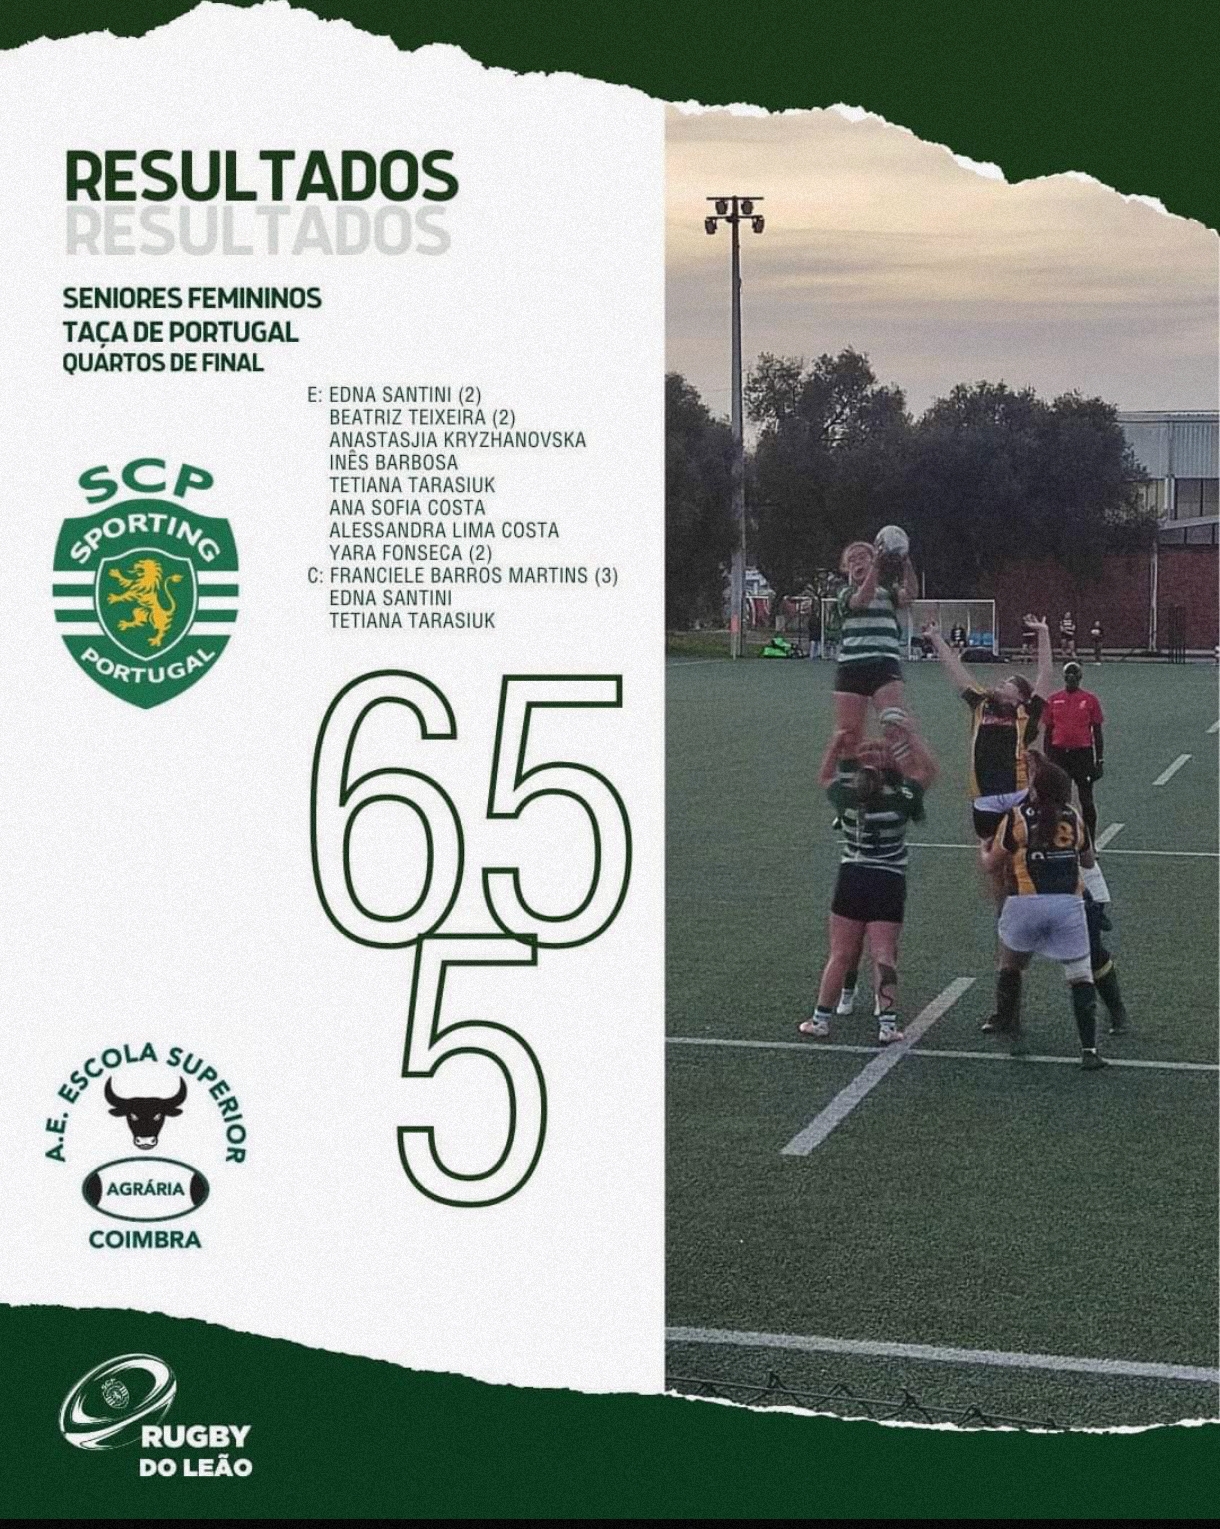 RESULTADOS
RESULTADOS
SENIORES FEMININOS
TAÇA DE PORTUGAL
QUARTOS DE FINAL
E: EDNA SANTINI (2)
BEATRIZ TEIXEIRA (2)
ANASTASJIA KRYZHANOVSKA
INÊS BARBOSA
TETIANA TARASIUK
ANA SOFIA COSTA
ALESSANDRA LIMA COSTA
YARA FONSECA (2)
C: FRANCIELE BARROS MARTINS (3)
EDNA SANTINI
TETIANA TARASIUK
SCP
SPORTING
PORTUGAL
65
5
A.E. ESCOLA SUPERIOR
AGRÁRIA
COIMBRA
8
SCP
RUGBY
DO LEÃO